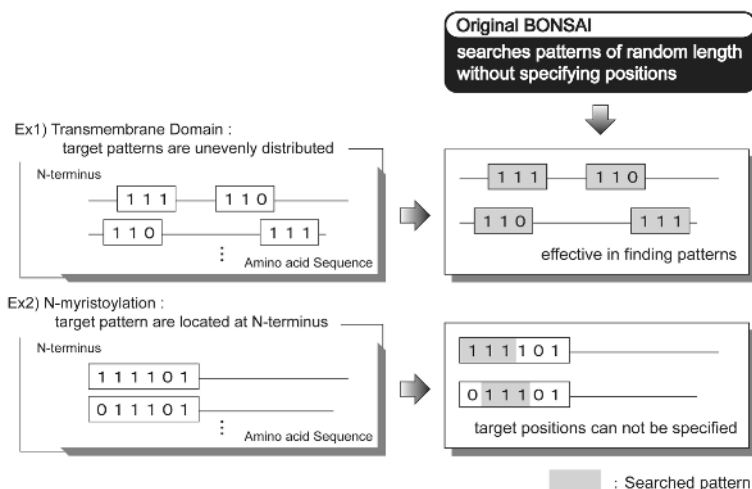 Original BONSAI
searches patterns of random length
without specifying positions
Ex1) Transmembrane Domain :
target patterns are unevenly distributed
N-terminus
1 1 1
1 1 0
1 1 0
1 1 1
⋮
Amino acid Sequence
1 1 1
1 1 0
1 1 0
1 1 1
effective in finding patterns
Ex2) N-myristoylation :
target pattern are located at N-terminus
N-terminus
1 1 1 1 0 1
0 1 1 1 0 1
⋮
Amino acid Sequence
1 1 1 1 0 1
0 1 1 1 0 1
target positions can not be specified
: Searched pattern